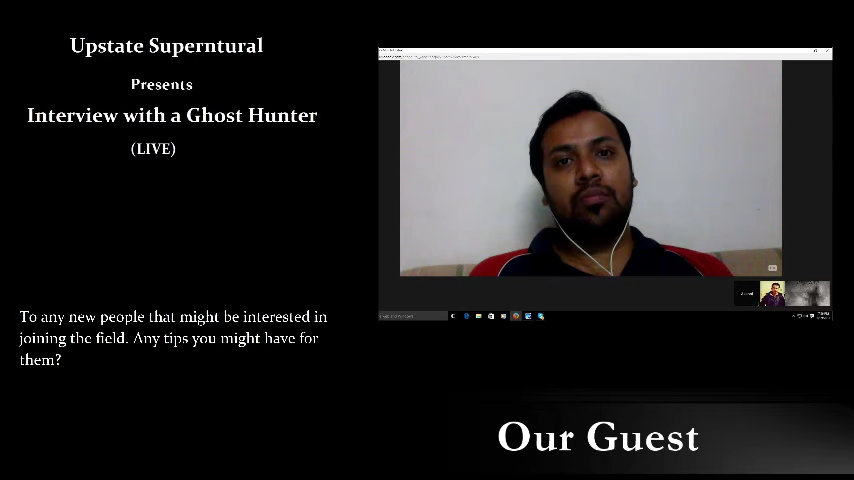 Upstate Superntural
Presents
Interview with a Ghost Hunter
(LIVE)
To any new people that might be interested in
joining the field. Any tips you might have for
them?
Our Guest